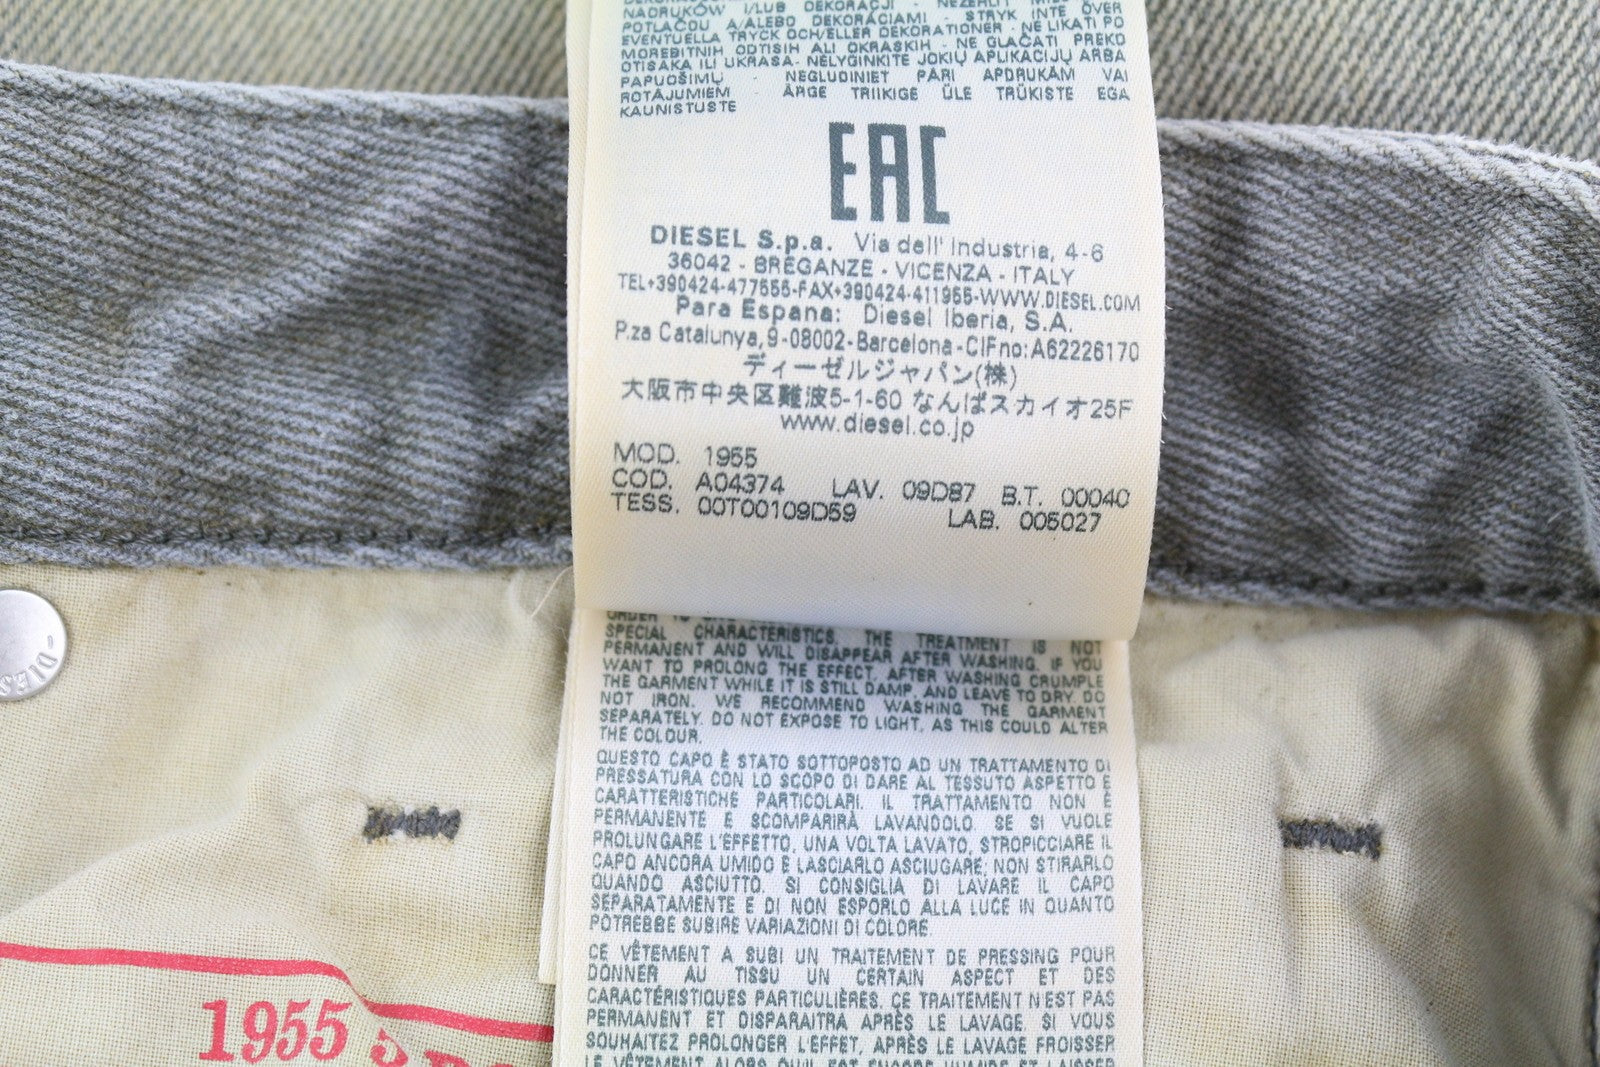 NADRUKÓW I/LUB DEKORACJI - NEŽEHLIT
POTLAČOU A/ALEBO DEKORÁCIAMI - STRYK INTE ÖVER
EVENTUELLA TRYCK OCH/ELLER DEKORATIONER - NE LIKATI PO
MOREBITNIH ODTISIH ALI OKRASKIH - NE GLAČATI PREKO
OTISAKA ILI UKRASA- NELYGINKITE JOKIŲ APLIKACIJŲ ARBA
PAPUOŠIMŲ - NEGLUDINIET PĀRI APDRUKĀM VAI
ROTĀJUMIEM - ÄRGE TRIIKIGE ÜLE TRÜKISTE EGA
KAUNISTUSTE
EAC
DIESEL S.p.a. Via dell' Industria, 4-6
36042 - BREGANZE - VICENZA - ITALY
TEL+390424-477555-FAX+390424-411955-WWW.DIESEL.COM
Para Espana: Diesel Iberia, S.A.
P.za Catalunya, 9-08002-Barcelona-CIFno:A62226170
ディーゼルジャパン(株)
大阪市中央区難波5-1-60 なんばスカイオ25F
www.diesel.co.jp
MOD. 1955
COD. A04374 LAV. 09D87 B.T. 00040
TESS. 00T00109D59 LAB. 005027
SPECIAL CHARACTERISTICS. THE TREATMENT IS NOT
PERMANENT AND WILL DISAPPEAR AFTER WASHING. IF YOU
WANT TO PROLONG THE EFFECT, AFTER WASHING CRUMPLE
THE GARMENT WHILE IT IS STILL DAMP, AND LEAVE TO DRY. DO
NOT IRON. WE RECOMMEND WASHING THE GARMENT
SEPARATELY. DO NOT EXPOSE TO LIGHT, AS THIS COULD ALTER
THE COLOUR.
QUESTO CAPO È STATO SOTTOPOSTO AD UN TRATTAMENTO DI
PRESSATURA CON LO SCOPO DI DARE AL TESSUTO ASPETTO E
CARATTERISTICHE PARTICOLARI. IL TRATTAMENTO NON È
PERMANENTE E SCOMPARIRÀ LAVANDOLO. SE SI VUOLE
PROLUNGARE L'EFFETTO, UNA VOLTA LAVATO, STROPICCIARE IL
CAPO ANCORA UMIDO E LASCIARLO ASCIUGARE; NON STIRARLO
QUANDO ASCIUTTO. SI CONSIGLIA DI LAVARE IL CAPO
SEPARATAMENTE E DI NON ESPORLO ALLA LUCE IN QUANTO
POTREBBE SUBIRE VARIAZIONI DI COLORE.
CE VÊTEMENT A SUBI UN TRAITEMENT DE PRESSING POUR
DONNER AU TISSU UN CERTAIN ASPECT ET DES
CARACTÉRISTIQUES PARTICULIÈRES. CE TRAITEMENT N'EST PAS
PERMANENT ET DISPARAITRA APRÈS LE LAVAGE. SI VOUS
SOUHAITEZ PROLONGER L'EFFET, APRÈS LE LAVAGE FROISSER
LE VÊTEMENT ALORS QU'IL EST ENCORE HUMIDE ET LAISSER
-DIES
1955